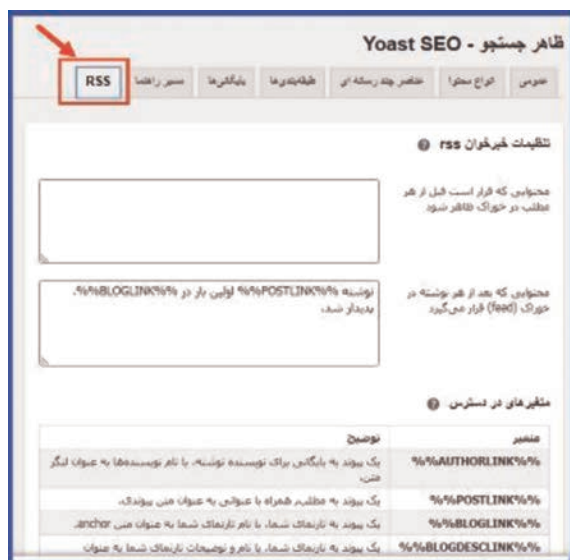 ظاهر جستجو - Yoast SEO
عمومی
انواع محتوا
عناصر چند رسانه ای
طبقه‌بندی‌ها
بایگانی‌ها
مسیر راهنما
RSS
تنظیمات خبرخوان rss
محتوایی که قرار است قبل از هر
مطلب در خوراک ظاهر شود
محتوایی که بعد از هر نوشته در
خوراک (feed) قرار می‌گیرد
نوشته %%POSTLINK%% اولین بار در %%BLOGLINK%%.
پدیدار شد.
متغیرهای در دسترس
متغیر
توضیح
%%AUTHORLINK%%
یک پیوند به بایگانی برای نویسنده نوشته، با نام نویسنده‌ها به عنوان لنگر
متن.
%%POSTLINK%%
یک پیوند به مطلب، همراه با عنوانی به عنوان متن پیوندی.
%%BLOGLINK%%
یک پیوند به تارنمای شما، با نام تارنمای شما به عنوان متن anchor.
%%BLOGDESCLINK%%
یک پیوند به تارنمای شما، با نام و توضیحات تارنمای شما به عنوان